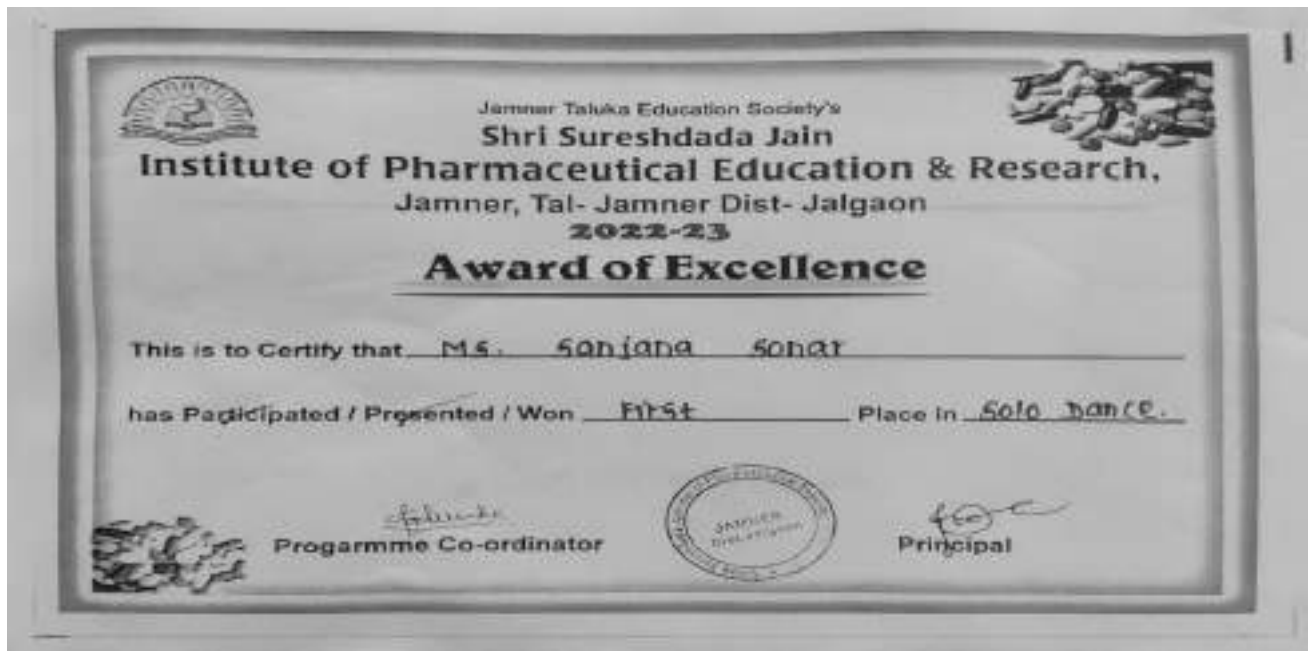 Jamner Taluka Education Society's
Shri Sureshdada Jain
Institute of Pharmaceutical Education & Research,
Jamner, Tal- Jamner Dist- Jalgaon
2022-23
Award of Excellence
This is to Certify that Ms. Sanjana Sonar
has Participated / Presented / Won First Place in Solo Dance.
JAMNER
Progarmme Co-ordinator
Principal